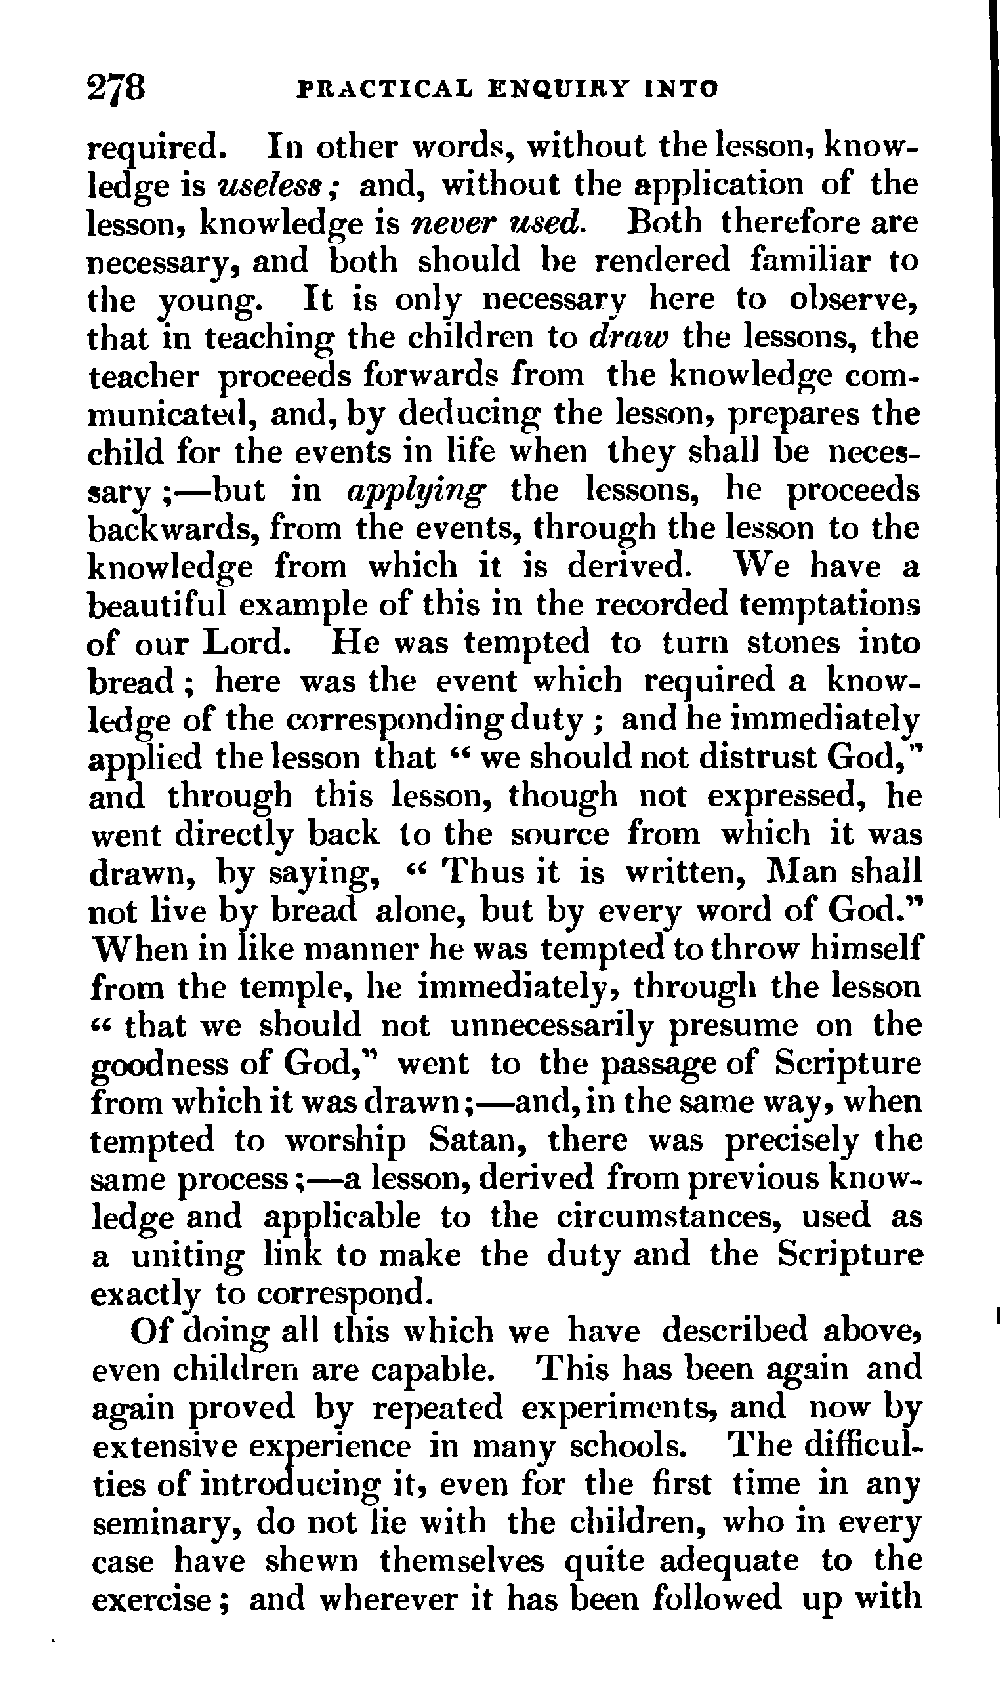 278 PRACTICAL ENQUIRY INTO
required. In other words, without the lesson, know-
ledge is useless; and, without the application of the
lesson, knowledge is never used. Both therefore are
necessary, and both should be rendered familiar to
the young. It is only necessary here to observe,
that in teaching the children to draw the lessons, the
teacher proceeds forwards from the knowledge com-
municated, and, by deducing the lesson, prepares the
child for the events in life when they shall be neces-
sary ;—but in applying the lessons, he proceeds
backwards, from the events, through the lesson to the
knowledge from which it is derived. We have a
beautiful example of this in the recorded temptations
of our Lord. He was tempted to turn stones into
bread ; here was the event which required a know-
ledge of the corresponding duty ; and he immediately
applied the lesson that “ we should not distrust God,”
and through this lesson, though not expressed, he
went directly back to the source from which it was
drawn, by saying, “ Thus it is written, Man shall
not live by bread alone, but by every word of God.”
When in like manner he was tempted to throw himself
from the temple, he immediately, through the lesson
“ that we should not unnecessarily presume on the
goodness of God,” went to the passage of Scripture
from which it was drawn;—and, in the same way, when
tempted to worship Satan, there was precisely the
same process ;—a lesson, derived from previous know-
ledge and applicable to the circumstances, used as
a uniting link to make the duty and the Scripture
exactly to correspond.
Of doing all this which we have described above,
even children are capable. This has been again and
again proved by repeated experiments, and now by
extensive experience in many schools. The difficul-
ties of introducing it, even for the first time in any
seminary, do not lie with the children, who in every
case have shewn themselves quite adequate to the
exercise ; and wherever it has been followed up with